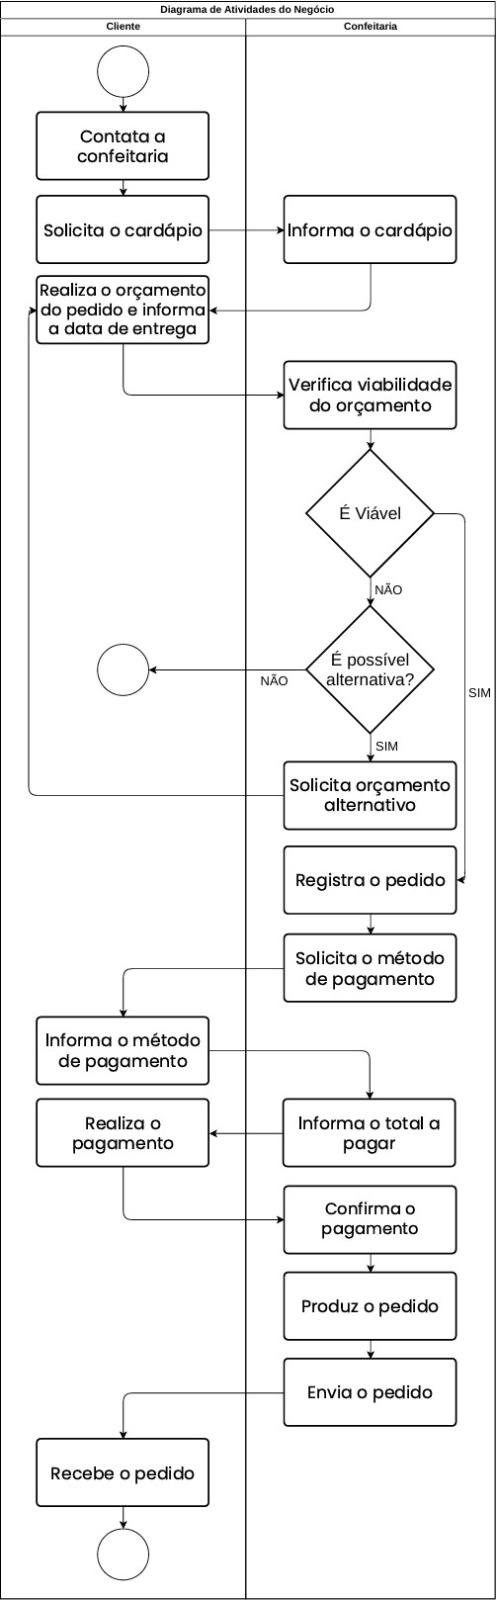 Diagrama de Atividades do Negócio
Cliente
Confeitaria
Contata a
confeitaria
Solicita o cardápio
Informa o cardápio
Realiza o orçamento
do pedido e informa
a data de entrega
Verifica viabilidade
do orçamento
É Viável
NÃO
É possível
alternativa?
NÃO
SIM
SIM
Solicita orçamento
alternativo
Registra o pedido
Solicita o método
de pagamento
Informa o método
de pagamento
Informa o total a
pagar
Realiza o
pagamento
Confirma o
pagamento
Produz o pedido
Envia o pedido
Recebe o pedido